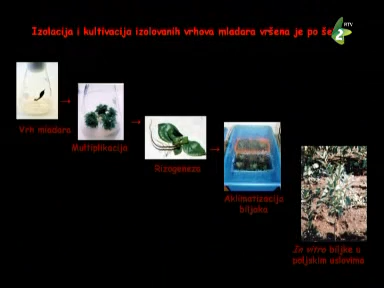 Izolacija i kultivacija izolovanih vrhova mladara vršena je po še
RTV
2
Vrh mladara
Multiplikacija
Rizogeneza
Aklimatizacija
biljaka
In vitro biljke u
poljskim uslovima